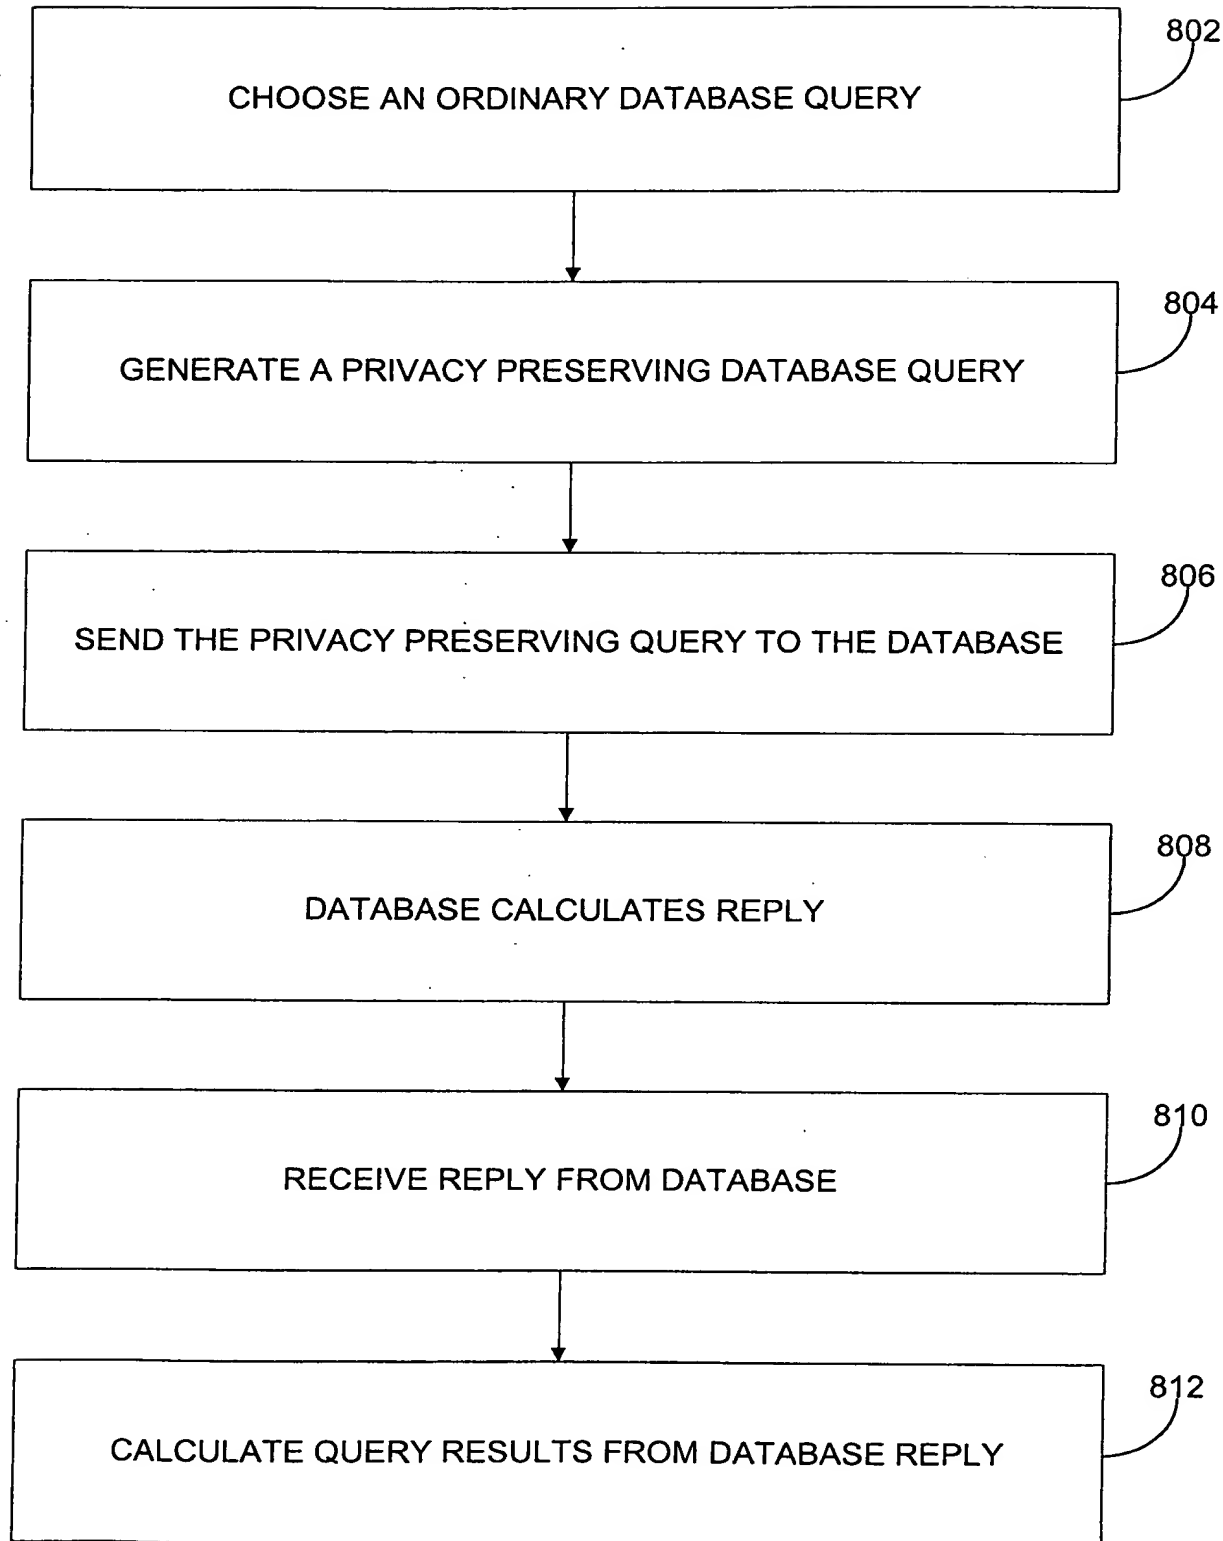 802
CHOOSE AN ORDINARY DATABASE QUERY
804
GENERATE A PRIVACY PRESERVING DATABASE QUERY
806
SEND THE PRIVACY PRESERVING QUERY TO THE DATABASE
808
DATABASE CALCULATES REPLY
810
RECEIVE REPLY FROM DATABASE
812
CALCULATE QUERY RESULTS FROM DATABASE REPLY